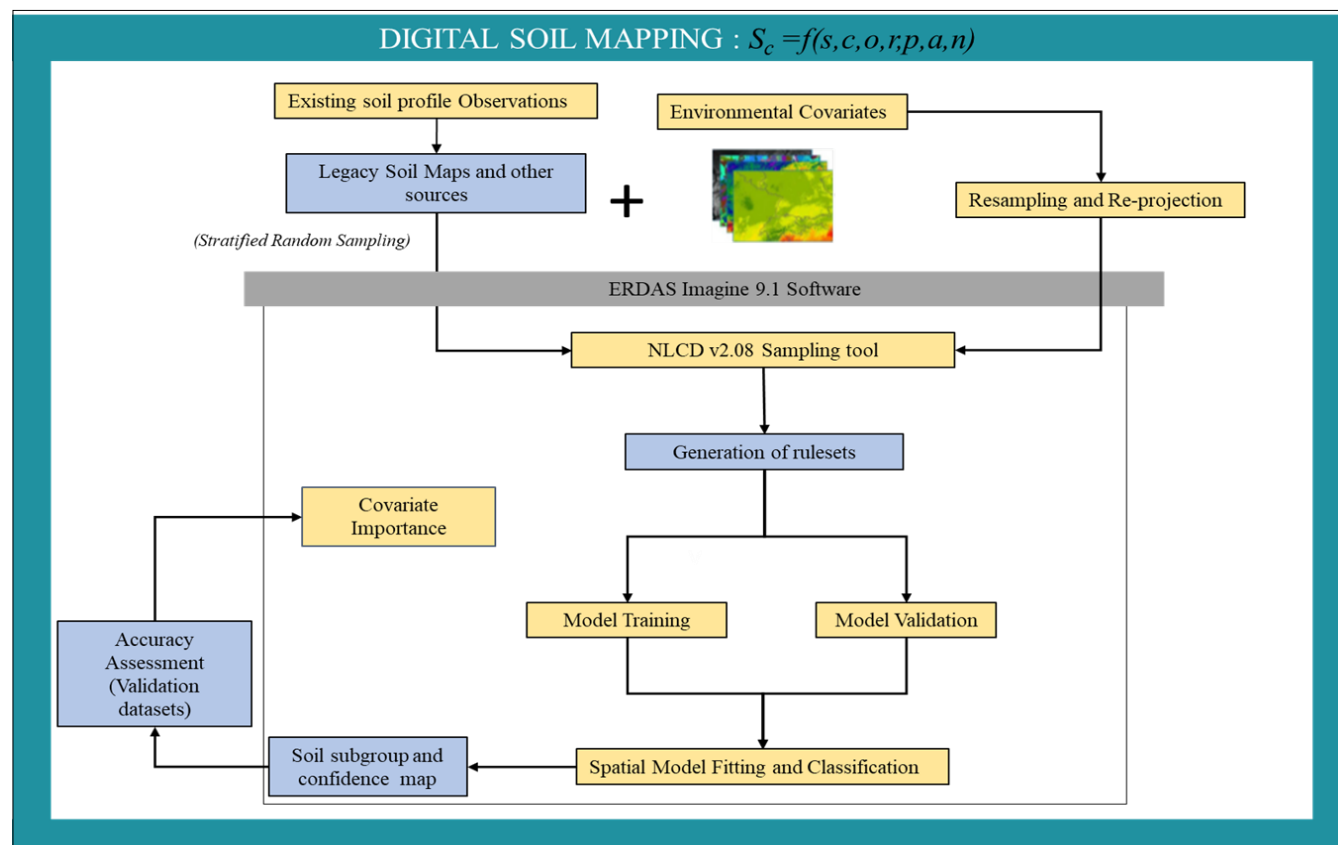 DIGITAL SOIL MAPPING : Sc =f(s,c,o,r,p,a,n)
Existing soil profile Observations
Environmental Covariates
Legacy Soil Maps and other
sources
+
Resampling and Re-projection
(Stratified Random Sampling)
ERDAS Imagine 9.1 Software
NLCD v2.08 Sampling tool
Generation of rulesets
Covariate
Importance
Model Training
Model Validation
Accuracy
Assessment
(Validation
datasets)
Soil subgroup and
confidence map
Spatial Model Fitting and Classification